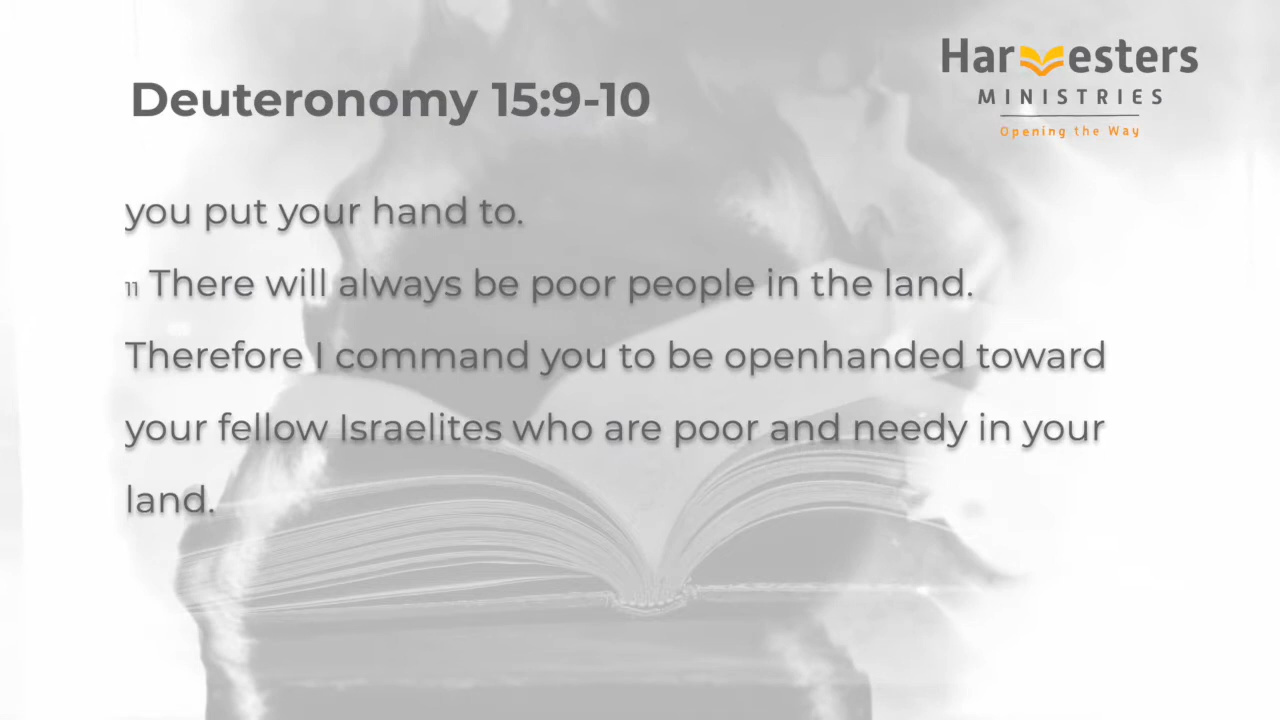 Harvesters
MINISTRIES
Opening the Way
Deuteronomy 15:9-10
you put your hand to.
11 There will always be poor people in the land.
Therefore I command you to be openhanded toward
your fellow Israelites who are poor and needy in your
land.